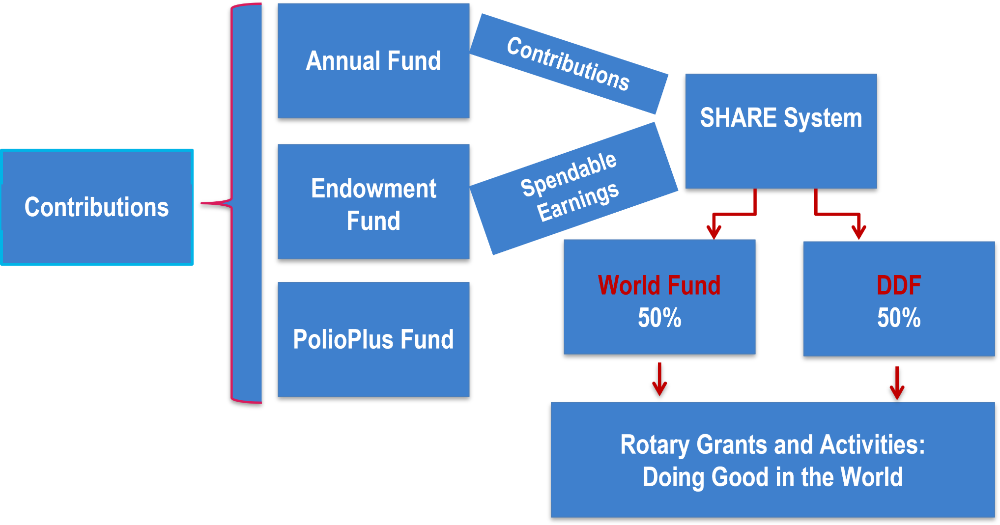 Contributions
Annual Fund
Endowment
Fund
PolioPlus Fund
Contributions
Spendable
Earnings
SHARE System
World Fund
50%
DDF
50%
Rotary Grants and Activities:
Doing Good in the World